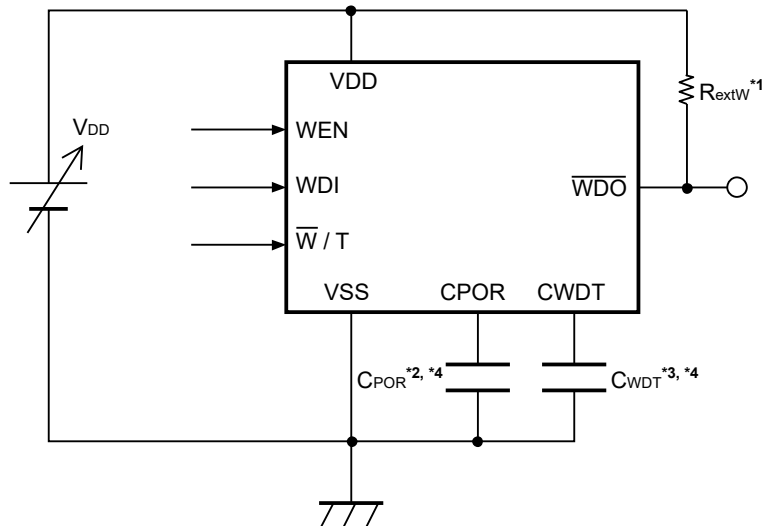 VDD
RextW*1
VDD
WEN
WDI
WDO
W / T
VSS
CPOR
CWDT
CPOR*2, *4
CWDT*3, *4